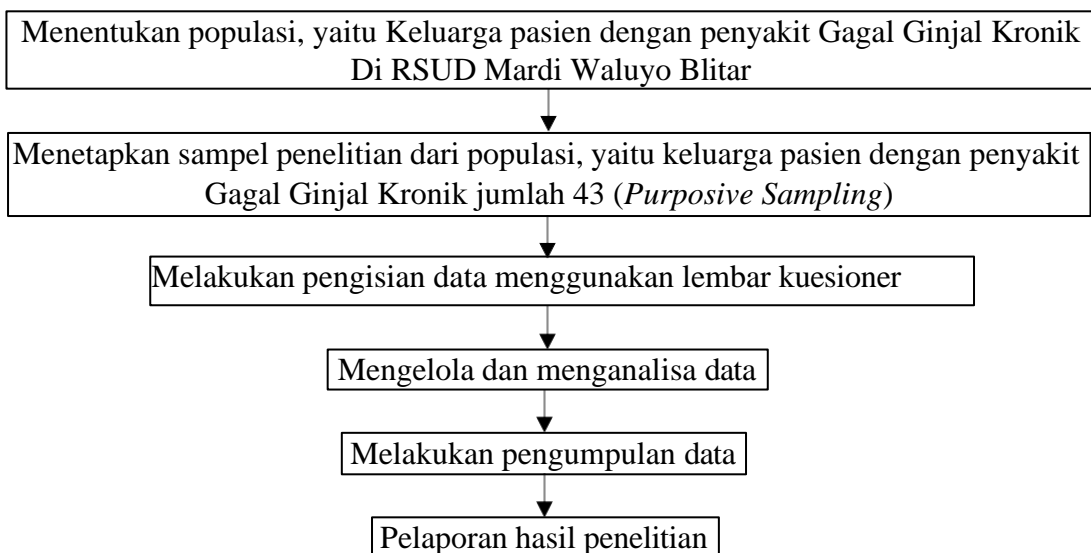 Menentukan populasi, yaitu Keluarga pasien dengan penyakit Gagal Ginjal Kronik
Di RSUD Mardi Waluyo Blitar
Menetapkan sampel penelitian dari populasi, yaitu keluarga pasien dengan penyakit
Gagal Ginjal Kronik jumlah 43 (Purposive Sampling)
Melakukan pengisian data menggunakan lembar kuesioner
Mengelola dan menganalisa data
Melakukan pengumpulan data
Pelaporan hasil penelitian